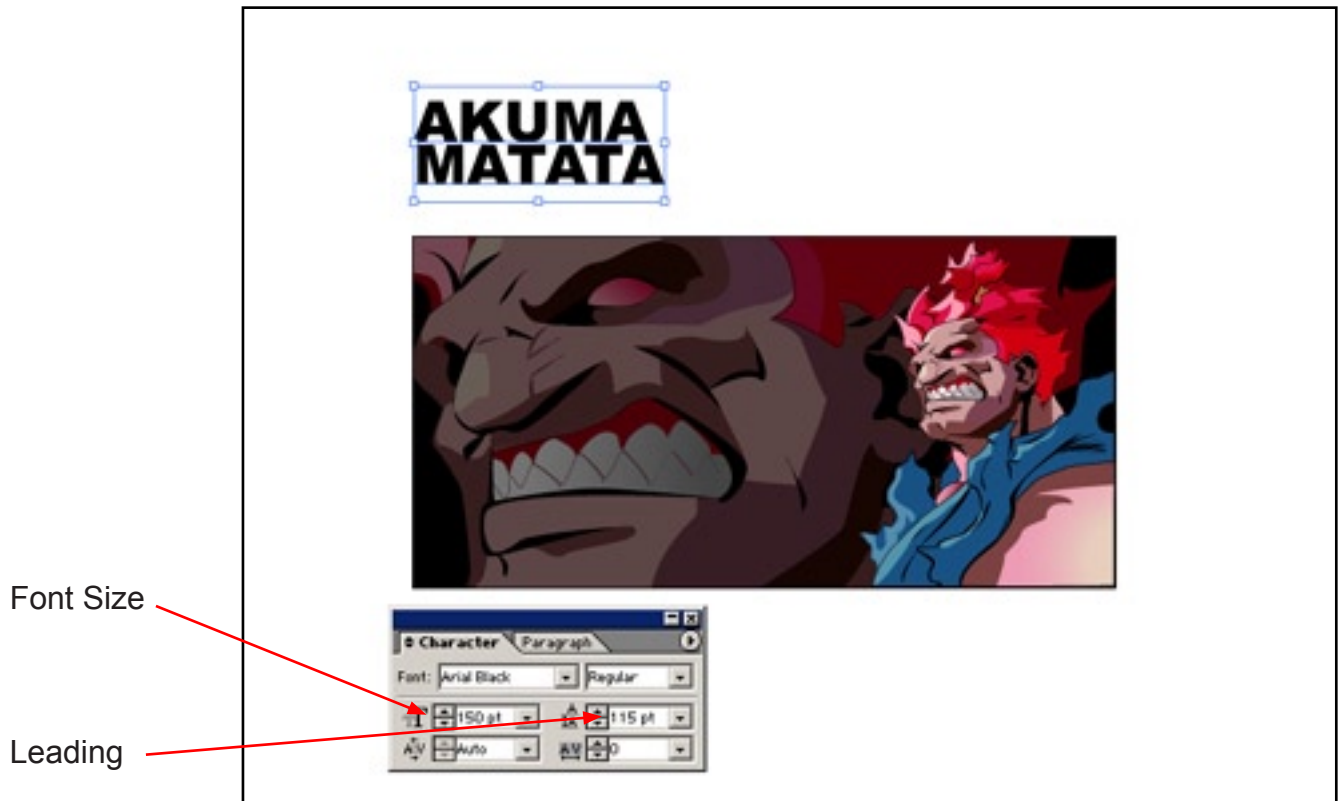 AKUMA
MATATA
Font Size
Character Paragraph
Font: Arial Black Regular
150 pt 115 pt
Leading
Auto 0